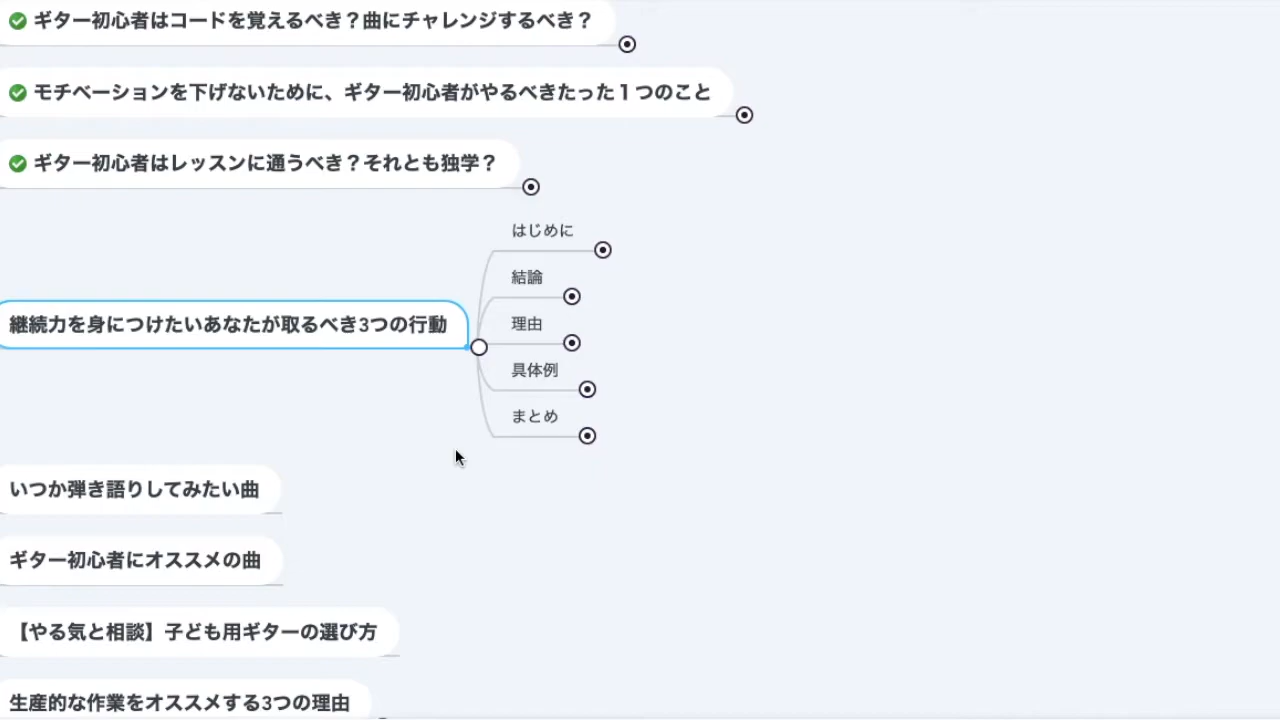 ギター初心者はコードを覚えるべき？曲にチャレンジするべき？
モチベーションを下げないために、ギター初心者がやるべきたった１つのこと
ギター初心者はレッスンに通うべき？それとも独学？
はじめに
結論
継続力を身につけたいあなたが取るべき3つの行動
理由
具体例
まとめ
いつか弾き語りしてみたい曲
ギター初心者にオススメの曲
【やる気と相談】子ども用ギターの選び方
生産的な作業をオススメする3つの理由